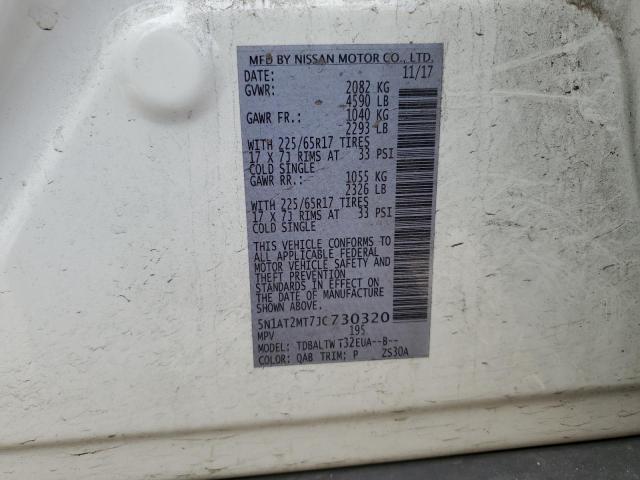 MFD BY NISSAN MOTOR CO., LTD.
DATE: 11/17
GVWR: 2082 KG
4590 LB
GAWR FR.: 1040 KG
2293 LB
WITH 225/65R17 TIRES
17 X 7J RIMS AT 33 PSI
COLD SINGLE
GAWR RR.: 1055 KG
2326 LB
WITH 225/65R17 TIRES
17 X 7J RIMS AT 33 PSI
COLD SINGLE
THIS VEHICLE CONFORMS TO
ALL APPLICABLE FEDERAL
MOTOR VEHICLE SAFETY AND
THEFT PREVENTION
STANDARDS IN EFFECT ON
THE DATE OF MANUFACTURE
SHOWN ABOVE.
5N1AT2MT7JC730320
MPV 195
MODEL: TDBALTWT32EUA--B--
COLOR: QAB TRIM: P ZS30A